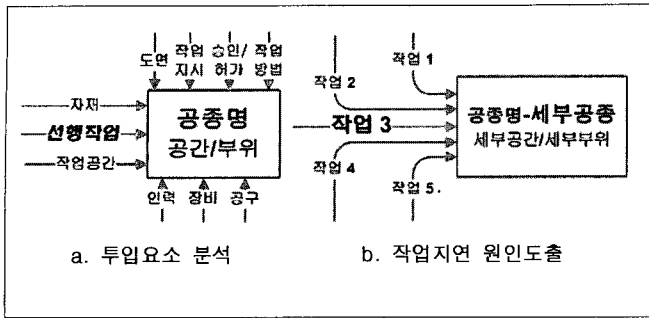 도면 작업지시 승인/허가 작업방법
자재
선행작업
작업공간
공종명
공간/부위
인력 장비 공구
a. 투입요소 분석
작업 1
작업 2
작업 3
작업 4
작업 5.
공종명-세부공종
세부공간/세부부위
b. 작업지연 원인도출